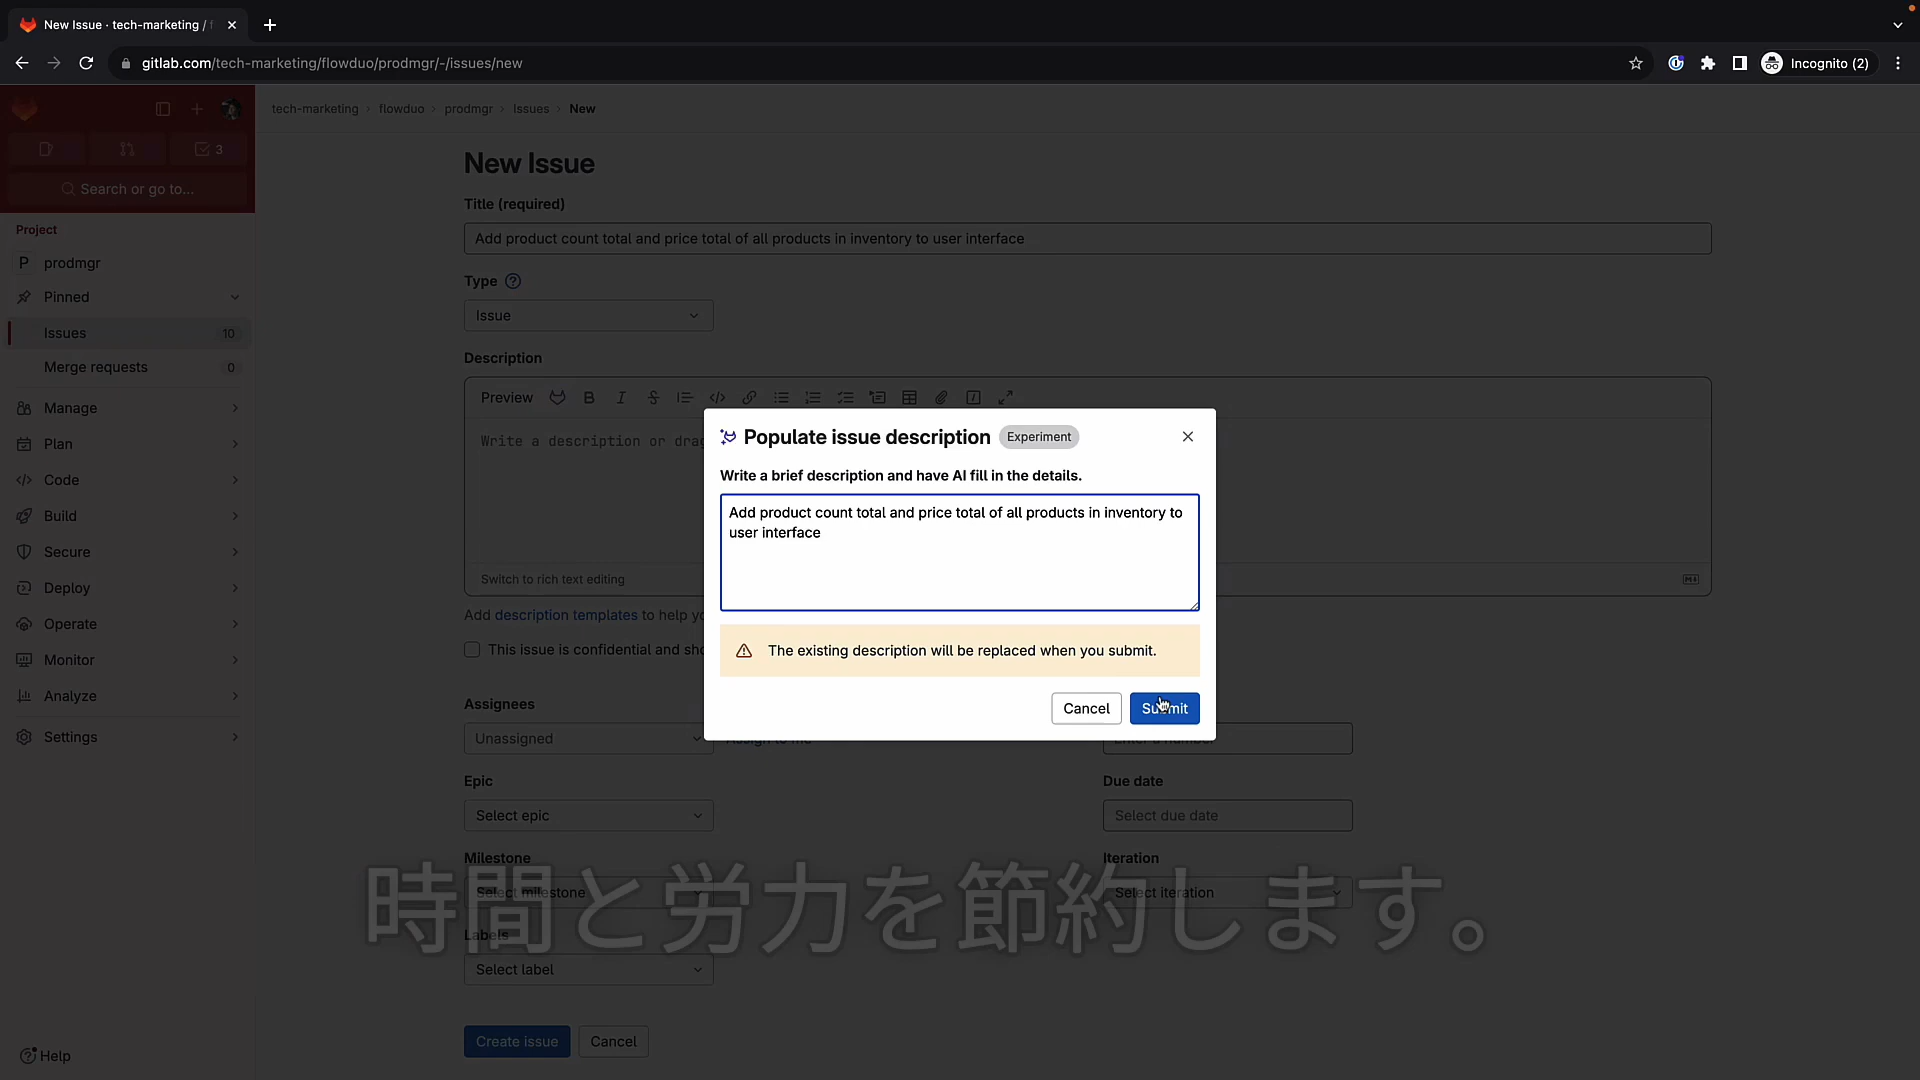 New Issue · tech-marketing / f
gitlab.com/tech-marketing/flowduo/prodmgr/-/issues/new
Incognito (2)
3
Search or go to...
Project
P prodmgr
Pinned
Issues 10
Merge requests 0
Manage
Plan
Code
Build
Secure
Deploy
Operate
Monitor
Analyze
Settings
Help
tech-marketing › flowduo › prodmgr › Issues › New
New Issue
Title (required)
Add product count total and price total of all products in inventory to user interface
Type
Issue
Description
Preview
Write a description or drag
Switch to rich text editing
Add description templates to help
This issue is confidential and
Populate issue description Experiment
Write a brief description and have AI fill in the details.
Add product count total and price total of all products in inventory to
user interface
The existing description will be replaced when you submit.
Cancel Submit
Assignees
Unassigned
Assign to me
Enter a number
Epic
Select epic
Due date
Select due date
Milestone
Select milestone
Iteration
Select iteration
時間と労力を節約します。
Labels
Select label
Create issue Cancel